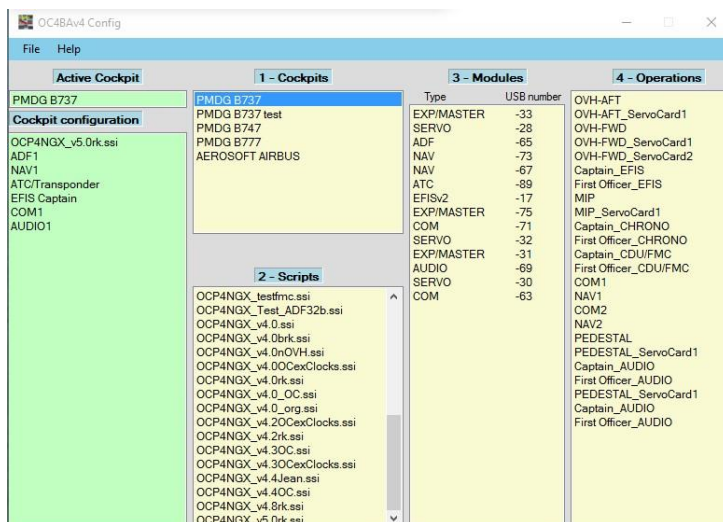 OC4BAv4 Config
File Help
Active Cockpit
PMDG B737
Cockpit configuration
OCP4NGX_v5.0rk.ssi
ADF1
NAV1
ATC/Transponder
EFIS Captain
COM1
AUDIO1
1 - Cockpits
PMDG B737
PMDG B737 test
PMDG B747
PMDG B777
AEROSOFT AIRBUS
2 - Scripts
OCP4NGX_testfmc.ssi
OCP4NGX_Test_ADF32b.ssi
OCP4NGX_v4.0.ssi
OCP4NGX_v4.0brk.ssi
OCP4NGX_v4.0nOVH.ssi
OCP4NGX_v4.0OCexClocks.ssi
OCP4NGX_v4.0rk.ssi
OCP4NGX_v4.0_OC.ssi
OCP4NGX_v4.0_org.ssi
OCP4NGX_v4.2OCexClocks.ssi
OCP4NGX_v4.2rk.ssi
OCP4NGX_v4.3OC.ssi
OCP4NGX_v4.3OCexClocks.ssi
OCP4NGX_v4.4Jean.ssi
OCP4NGX_v4.4OC.ssi
OCP4NGX_v4.8rk.ssi
OCP4NGX_v5.0rk.ssi
3 - Modules
Type USB number
EXP/MASTER -33
SERVO -28
ADF -65
NAV -73
NAV -67
ATC -89
EFISv2 -17
EXP/MASTER -75
COM -71
SERVO -32
EXP/MASTER -31
AUDIO -69
SERVO -30
COM -63
4 - Operations
OVH-AFT
OVH-AFT_ServoCard1
OVH-FWD
OVH-FWD_ServoCard1
OVH-FWD_ServoCard2
Captain_EFIS
First Officer_EFIS
MIP
MIP_ServoCard1
Captain_CHRONO
First Officer_CHRONO
Captain_CDU/FMC
First Officer_CDU/FMC
COM1
NAV1
COM2
NAV2
PEDESTAL
PEDESTAL_ServoCard1
Captain_AUDIO
First Officer_AUDIO
PEDESTAL_ServoCard1
Captain_AUDIO
First Officer_AUDIO